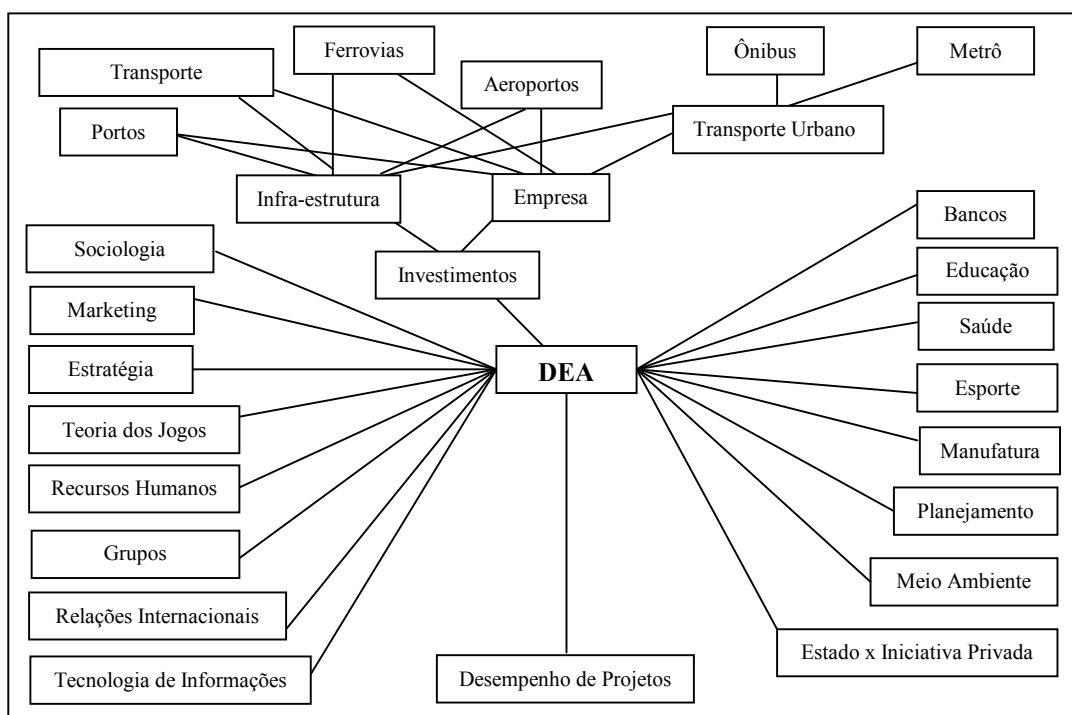 Ferrovias
Ônibus
Metrô
Transporte
Aeroportos
Portos
Transporte Urbano
Infra-estrutura
Empresa
Sociologia
Investimentos
Bancos
Marketing
Educação
Estratégia
Saúde
DEA
Esporte
Teoria dos Jogos
Manufatura
Recursos Humanos
Planejamento
Grupos
Meio Ambiente
Relações Internacionais
Estado x Iniciativa Privada
Tecnologia de Informações
Desempenho de Projetos